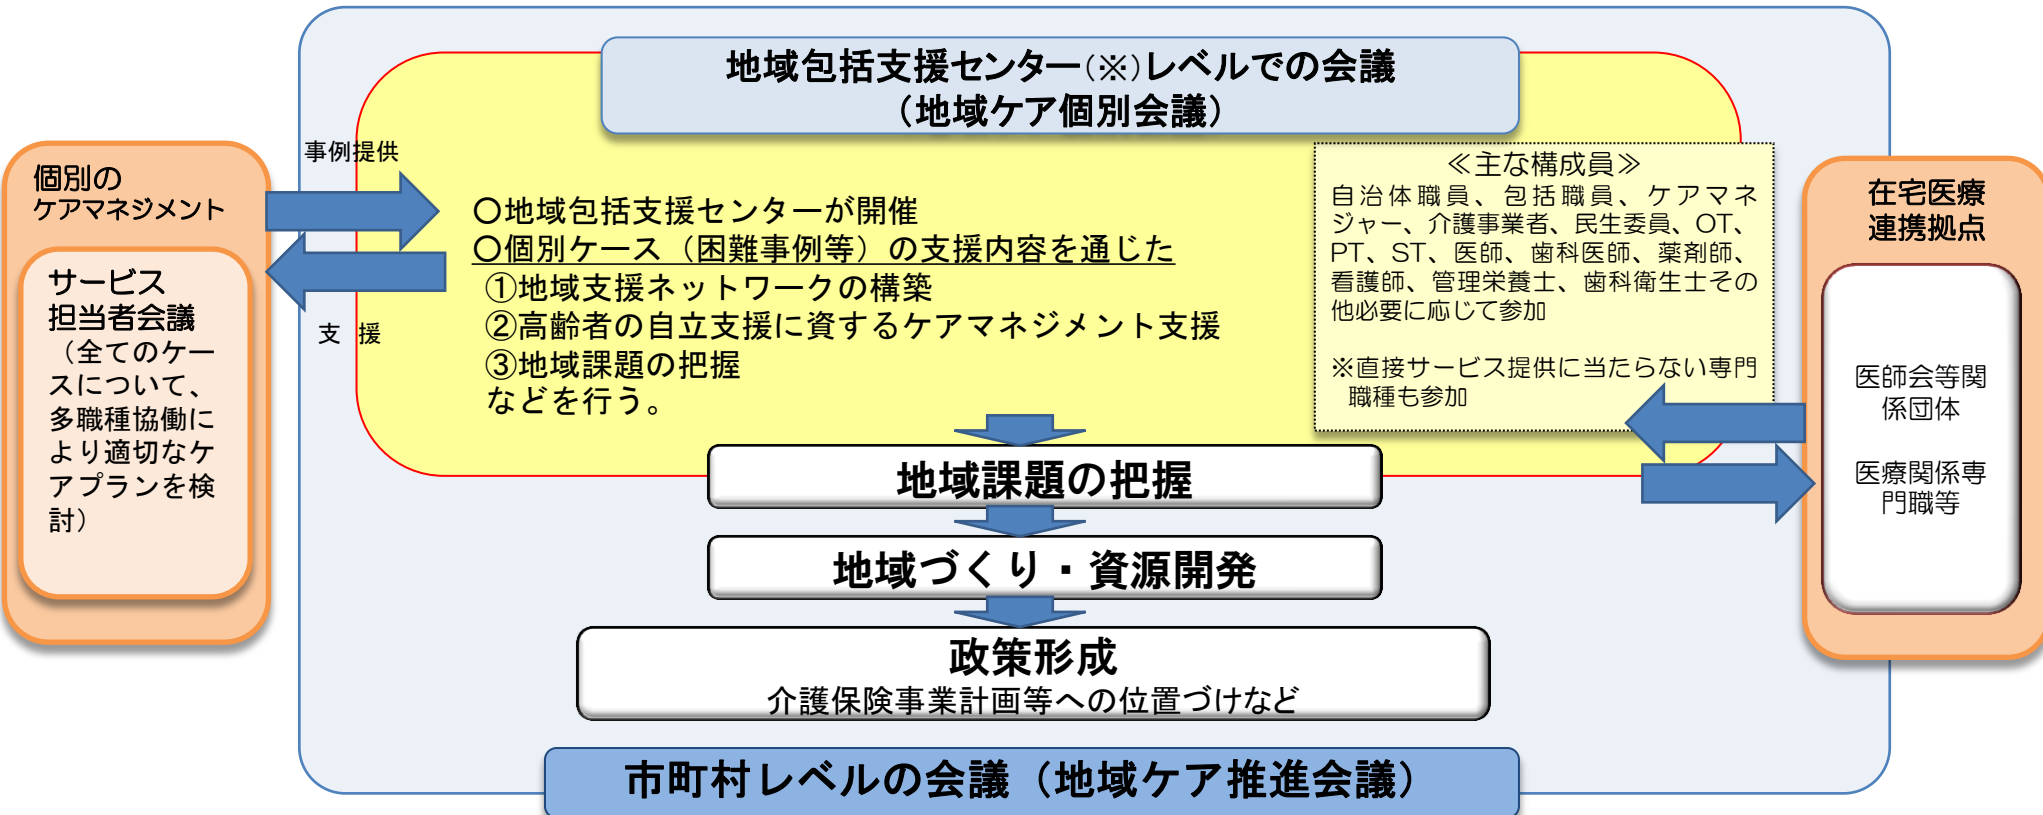 地域包括支援センター(※)レベルでの会議
（地域ケア個別会議）
事例提供
個別の
ケアマネジメント
サービス
担当者会議
（全てのケー
スについて、
多職種協働に
より適切なケ
アプランを検
討）
支 援
〇地域包括支援センターが開催
〇個別ケース（困難事例等）の支援内容を通じた
①地域支援ネットワークの構築
②高齢者の自立支援に資するケアマネジメント支援
③地域課題の把握
などを行う。
≪主な構成員≫
自治体職員、包括職員、ケアマネ
ジャー、介護事業者、民生委員、OT、
PT、ST、医師、歯科医師、薬剤師、
看護師、管理栄養士、歯科衛生士その
他必要に応じて参加
※直接サービス提供に当たらない専門
職種も参加
在宅医療
連携拠点
医師会等関
係団体
医療関係専
門職等
地域課題の把握
地域づくり・資源開発
政策形成
介護保険事業計画等への位置づけなど
市町村レベルの会議（地域ケア推進会議）